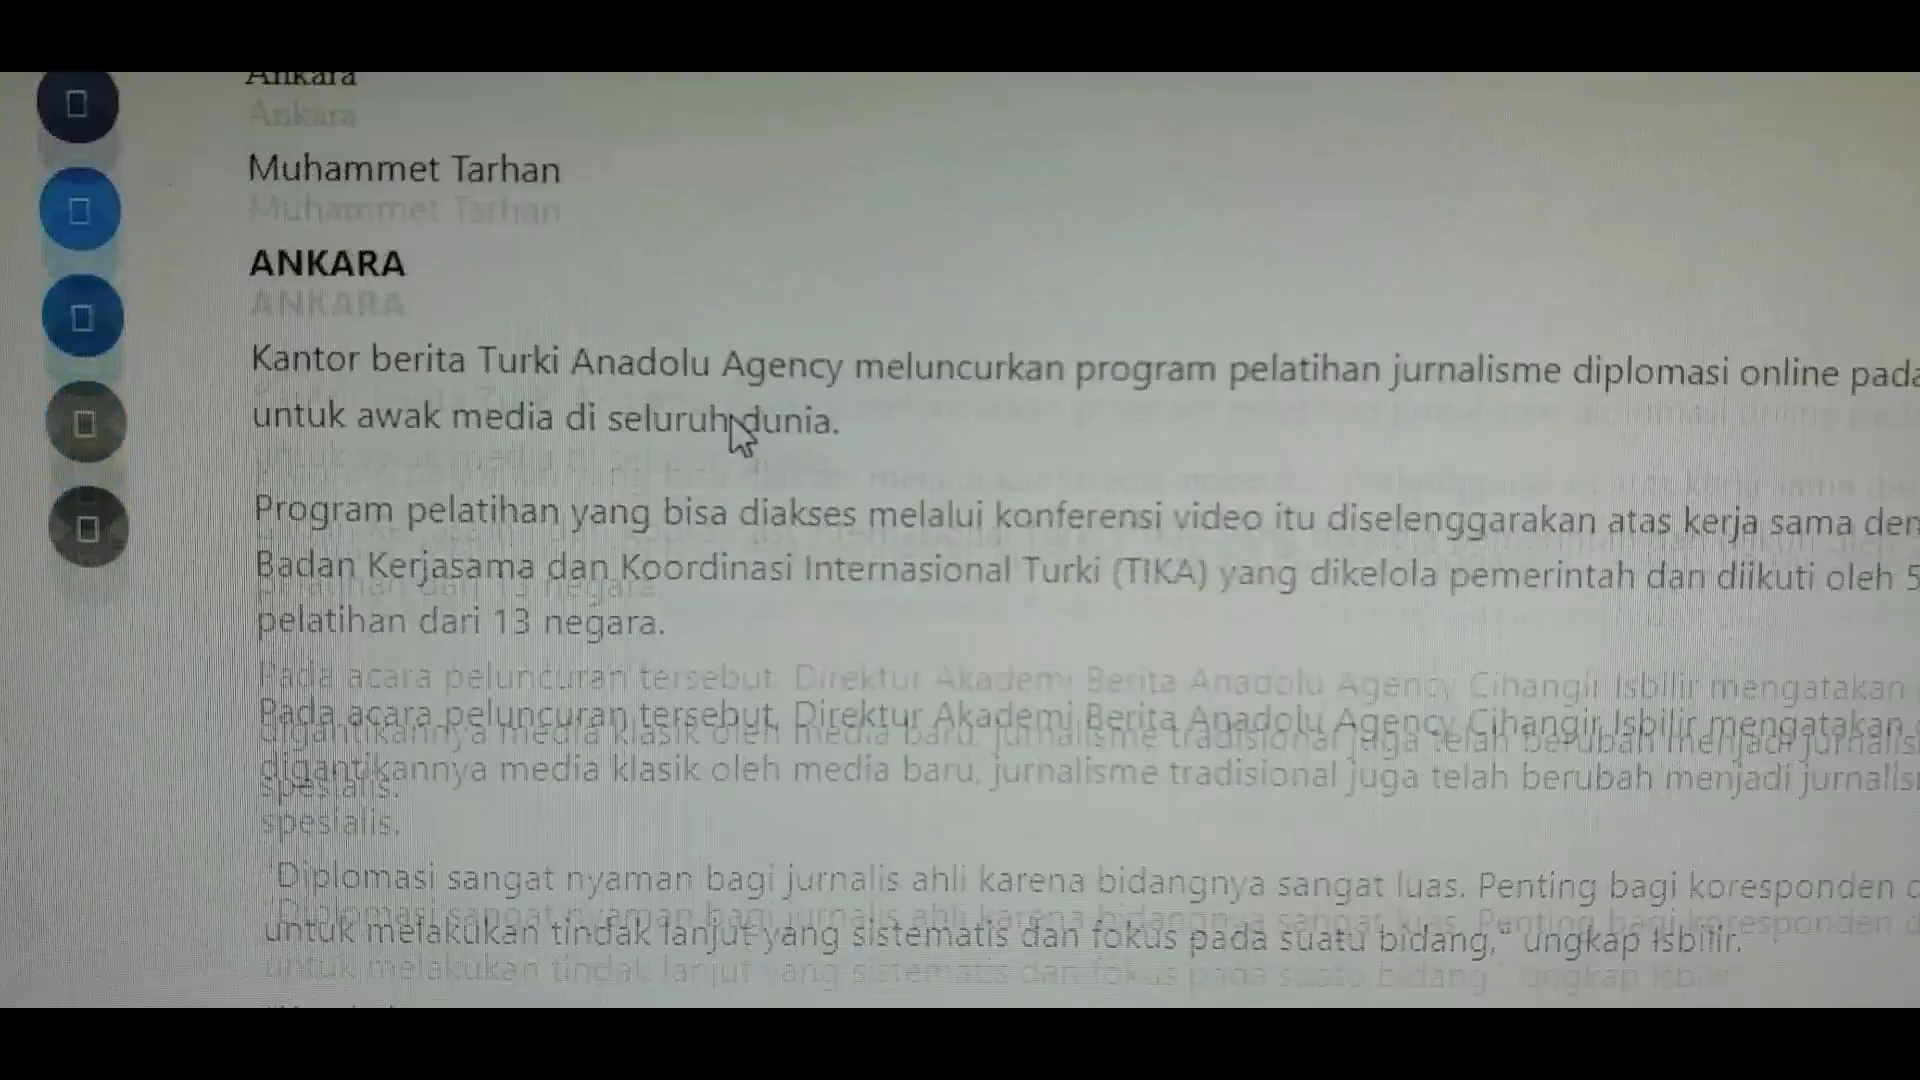 Ankara
Muhammet Tarhan
ANKARA
Kantor berita Turki Anadolu Agency meluncurkan program pelatihan jurnalisme diplomasi online pada
untuk awak media di seluruh dunia.
Program pelatihan yang bisa diakses melalui konferensi video itu diselenggarakan atas kerja sama den
Badan Kerjasama dan Koordinasi Internasional Turki (TIKA) yang dikelola pemerintah dan diikuti oleh 5
pelatihan dari 13 negara.
Pada acara peluncuran tersebut, Direktur Akademi Berita Anadolu Agency Cihangir Isbilir mengatakan
digantikannya media klasik oleh media baru, jurnalisme tradisional juga telah berubah menjadi jurnalis
spesialis.
"Diplomasi sangat nyaman bagi jurnalis ahli karena bidangnya sangat luas. Penting bagi koresponden d
untuk melakukan tindak lanjut yang sistematis dan fokus pada suatu bidang," ungkap Isbilir.